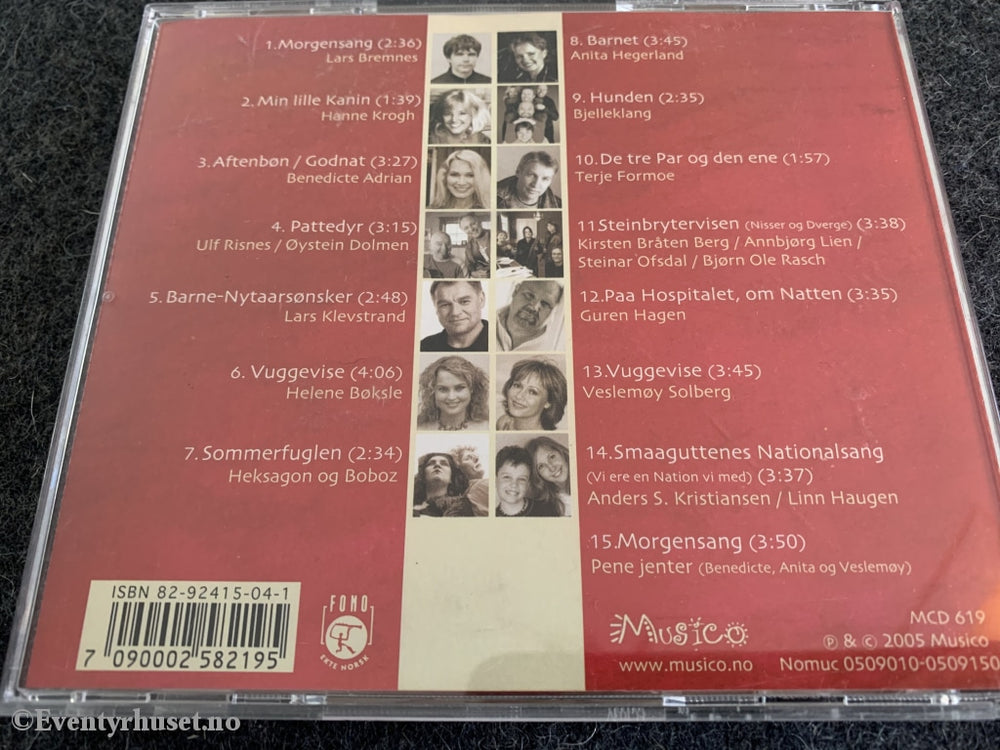 1.Morgensang (2:36)
Lars Bremnes
2. Min lille Kanin (1:39)
Hanne Krogh
3. Aftenbøn / Godnat (3:27)
Benedicte Adrian
4. Pattedyr (3:15)
Ulf Risnes / Øystein Dolmen
5. Barne-Nytaarsønsker (2:48)
Lars Klevstrand
6. Vuggevise (4:06)
Helene Bøksle
7. Sommerfuglen (2:34)
Heksagon og Boboz
8. Barnet (3:45)
Anita Hegerland
9. Hunden (2:35)
Bjelleklang
10. De tre Par og den ene (1:57)
Terje Formoe
11 Steinbrytervisen (Nisser og Dverge) (3:38)
Kirsten Bråten Berg / Annbjørg Lien /
Steinar Ofsdal / Bjørn Ole Rasch
12. Paa Hospitalet, om Natten (3:35)
Guren Hagen
13. Vuggevise (3:45)
Veslemøy Solberg
14. Smaaguttenes Nationalsang
(Vi ere en Nation vi med) (3:37)
Anders S. Kristiansen / Linn Haugen
15. Morgensang (3:50)
Pene jenter (Benedicte, Anita og Veslemøy)
ISBN 82-92415-04-1
7 090002 582195
FONO
EKTE NORSK
Musico
www.musico.no
MCD 619
℗ & © 2005 Musico
Nomuc 0509010-0509150
©Eventyrhuset.no